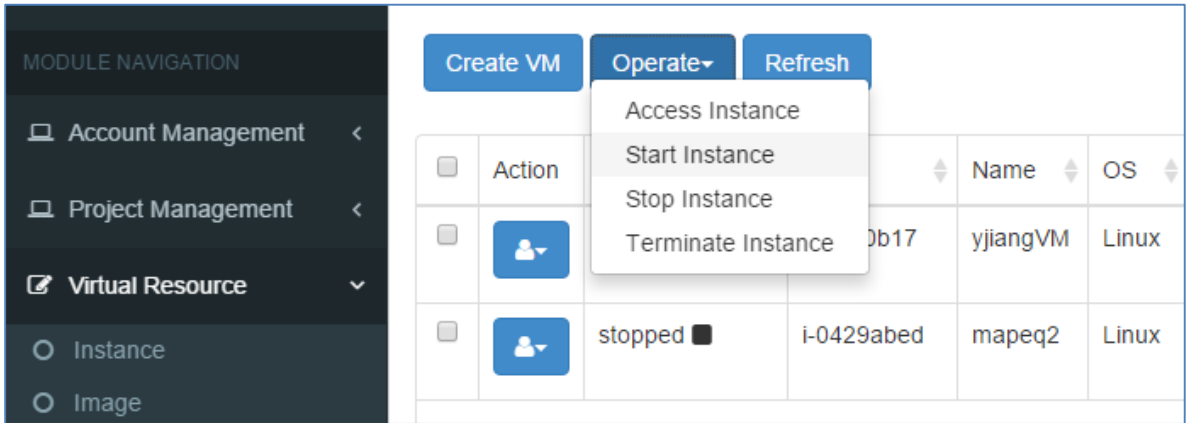 MODULE NAVIGATION
Account Management
Project Management
Virtual Resource
Instance
Image
Create VM Operate Refresh
Access Instance
Start Instance
Stop Instance
Terminate Instance
Action Name OS
0b17 yjiangVM Linux
stopped i-0429abed mapeq2 Linux